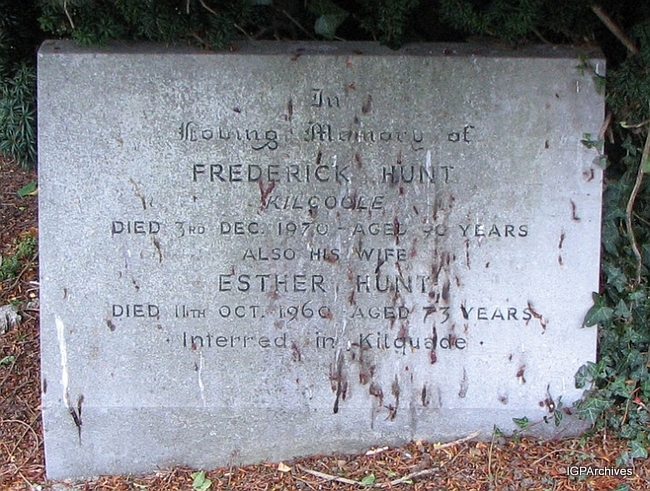 In
Loving Memory of
FREDERICK HUNT
KILCOOLE
DIED 3RD DEC. 1970 - AGED 90 YEARS
ALSO HIS WIFE
ESTHER HUNT
DIED 11TH OCT. 1960 AGED 73 YEARS
· Interred in Kilquade ·
IGPArchives